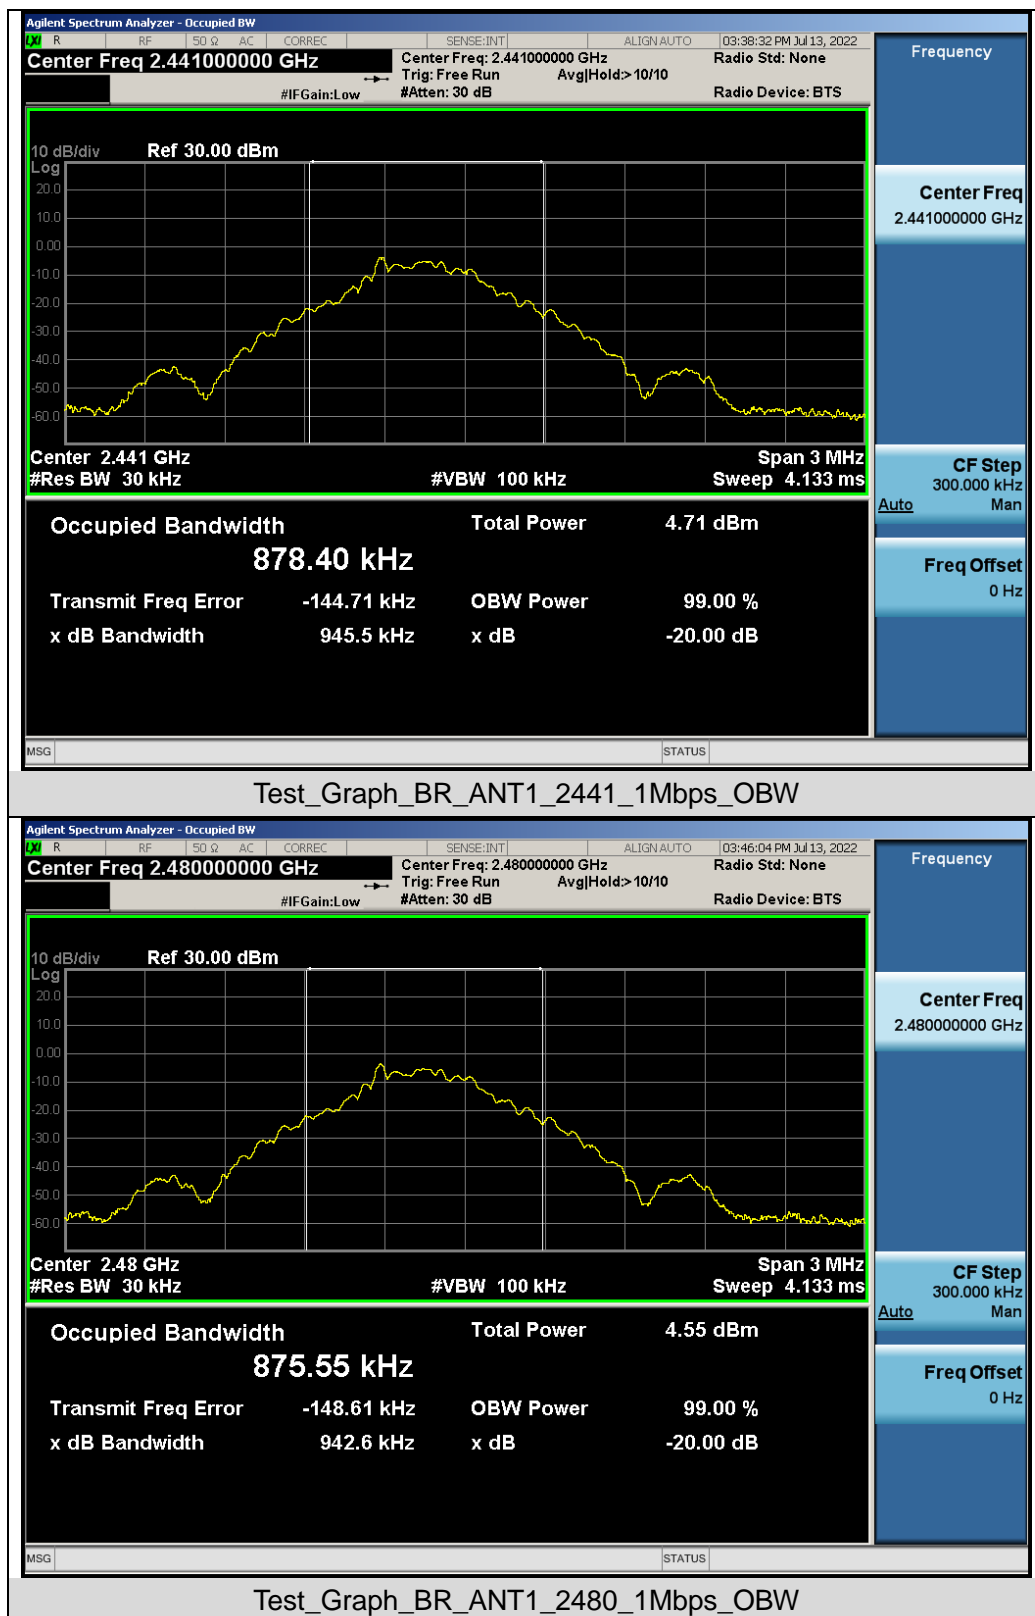 Agilent Spectrum Analyzer - Occupied BW
LXI R RF 50 Ω AC CORREC SENSE:INT ALIGN AUTO 03:38:32 PM Jul 13, 2022
Center Freq 2.441000000 GHz
Center Freq: 2.441000000 GHz Radio Std: None
Trig: Free Run Avg|Hold:>10/10
#IFGain:Low #Atten: 30 dB Radio Device: BTS
Frequency
10 dB/div Ref 30.00 dBm
Log
20.0
10.0
0.00
-10.0
-20.0
-30.0
-40.0
-50.0
-60.0
Center Freq
2.441000000 GHz
Center 2.441 GHz Span 3 MHz
#Res BW 30 kHz #VBW 100 kHz Sweep 4.133 ms
CF Step
300.000 kHz
Auto Man
Occupied Bandwidth Total Power 4.71 dBm
878.40 kHz
Transmit Freq Error -144.71 kHz OBW Power 99.00 %
x dB Bandwidth 945.5 kHz x dB -20.00 dB
Freq Offset
0 Hz
MSG STATUS
Test_Graph_BR_ANT1_2441_1Mbps_OBW
Agilent Spectrum Analyzer - Occupied BW
LXI R RF 50 Ω AC CORREC SENSE:INT ALIGN AUTO 03:46:04 PM Jul 13, 2022
Center Freq 2.480000000 GHz
Center Freq: 2.480000000 GHz Radio Std: None
Trig: Free Run Avg|Hold:>10/10
#IFGain:Low #Atten: 30 dB Radio Device: BTS
Frequency
10 dB/div Ref 30.00 dBm
Log
20.0
10.0
0.00
-10.0
-20.0
-30.0
-40.0
-50.0
-60.0
Center Freq
2.480000000 GHz
Center 2.48 GHz Span 3 MHz
#Res BW 30 kHz #VBW 100 kHz Sweep 4.133 ms
CF Step
300.000 kHz
Auto Man
Occupied Bandwidth Total Power 4.55 dBm
875.55 kHz
Transmit Freq Error -148.61 kHz OBW Power 99.00 %
x dB Bandwidth 942.6 kHz x dB -20.00 dB
Freq Offset
0 Hz
MSG STATUS
Test_Graph_BR_ANT1_2480_1Mbps_OBW